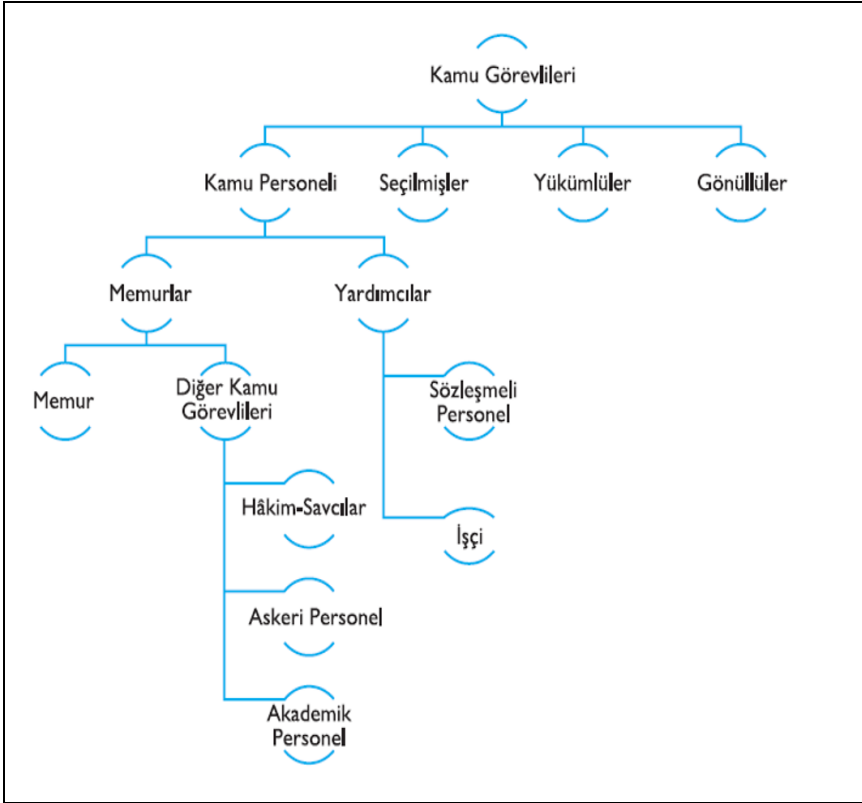 Kamu Görevlileri
Kamu Personeli
Seçilmişler
Yükümlüler
Gönüllüler
Memurlar
Yardımcılar
Memur
Diğer Kamu
Görevlileri
Sözleşmeli
Personel
Hâkim-Savcılar
İşçi
Askeri Personel
Akademik
Personel